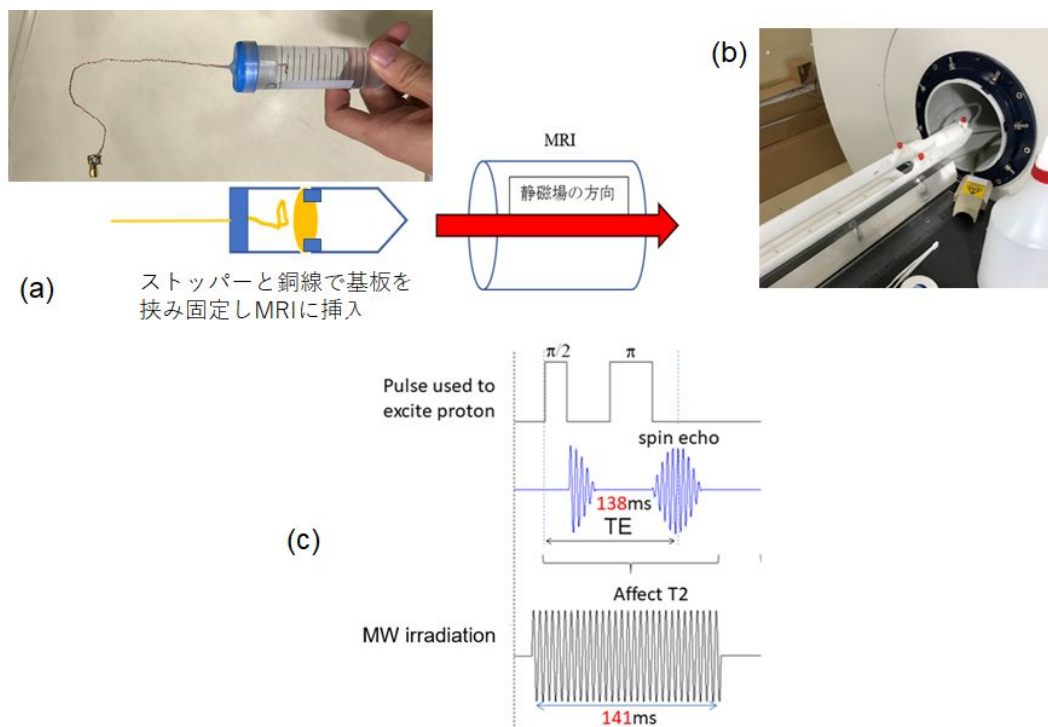 (b)
MRI
静磁場の方向
(a)
ストッパーと銅線で基板を
挟み固定しMRIに挿入
π/2
π
Pulse used to
excite proton
spin echo
138ms
TE
(c)
Affect T2
MW irradiation
141ms